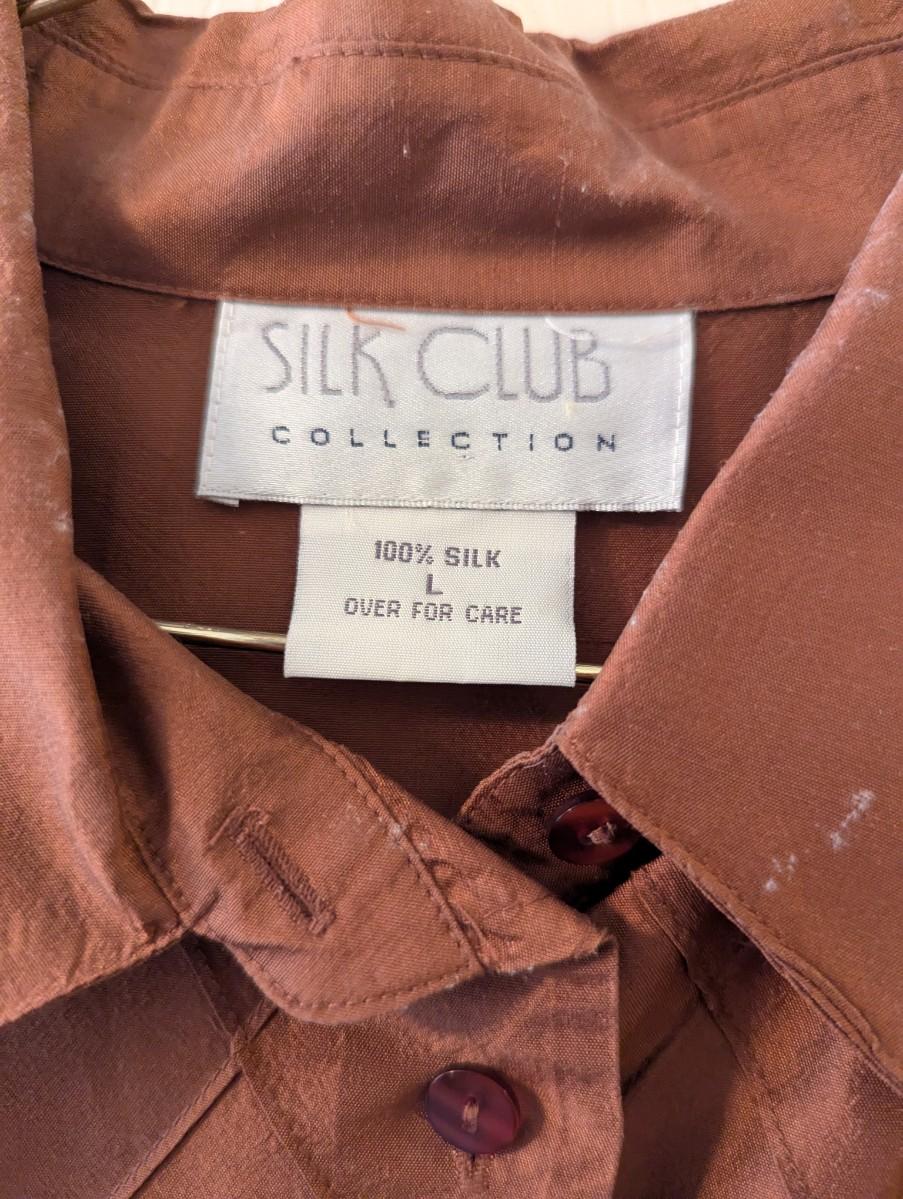 SILK CLUB
COLLECTION
100% SILK
L
OVER FOR CARE